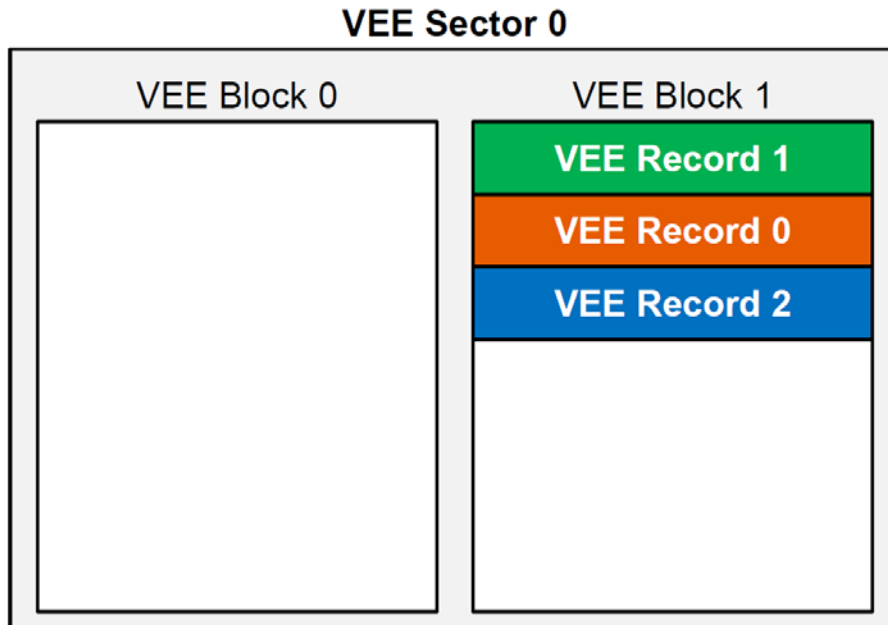 VEE Sector 0
VEE Block 0
VEE Block 1
VEE Record 1
VEE Record 0
VEE Record 2